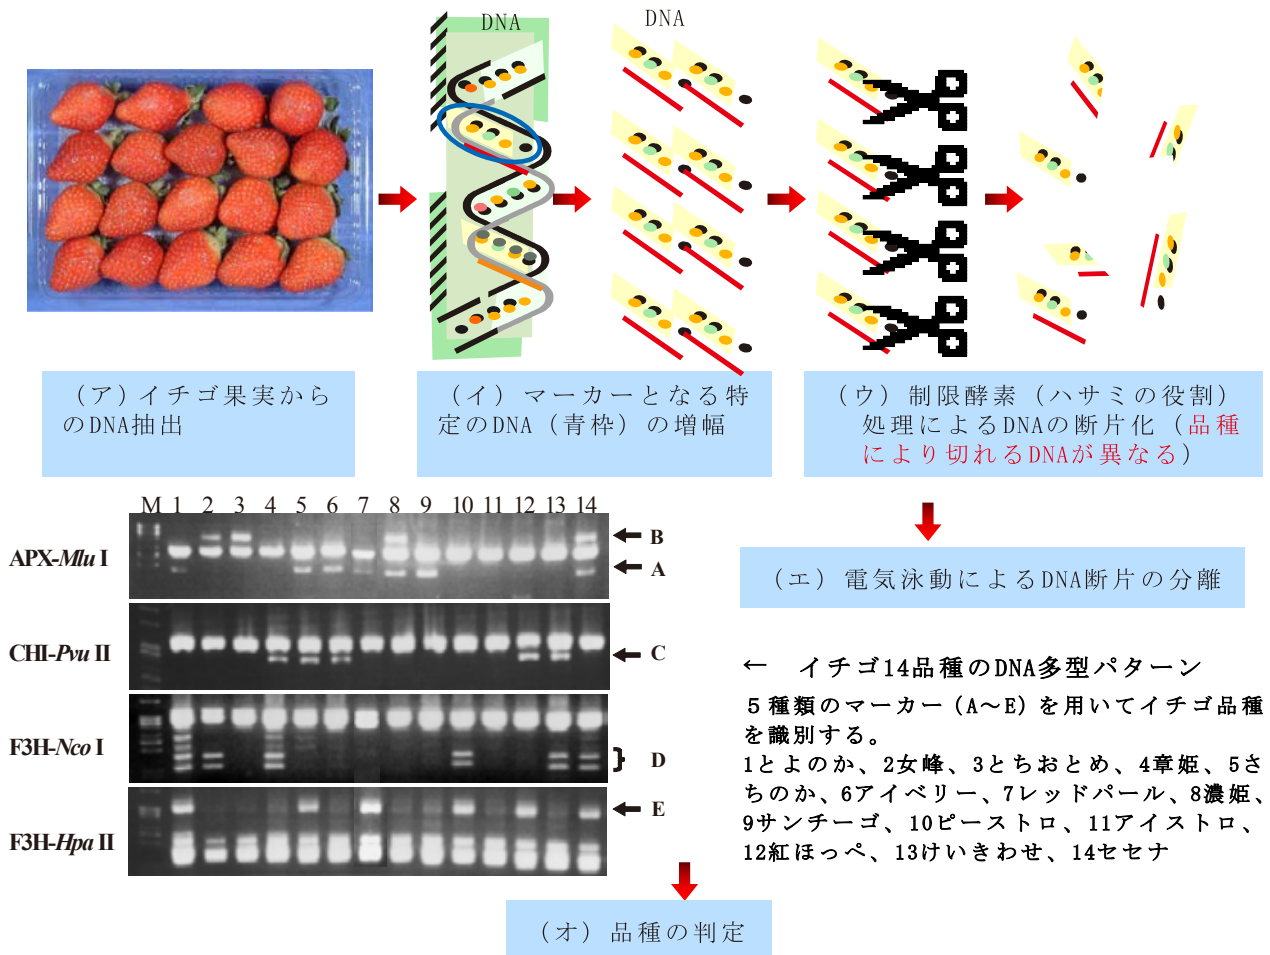 DNA
DNA
（ア）イチゴ果実から
のDNA抽出
（イ）マーカーとなる特
定のDNA（青枠）の増幅
（ウ）制限酵素（ハサミの役割）
処理によるDNAの断片化（品種
により切れるDNAが異なる）
M 1 2 3 4 5 6 7 8 9 10 11 12 13 14
APX-Mlu I
B
A
CHI-Pvu II
C
F3H-Nco I
D
F3H-Hpa II
E
（エ）電気泳動によるDNA断片の分離
←　イチゴ14品種のDNA多型パターン
５種類のマーカー（A～E）を用いてイチゴ品種
を識別する。
1とよのか、2女峰、3とちおとめ、4章姫、5さ
ちのか、6アイベリー、7レッドパール、8濃姫、
9サンチーゴ、10ピーストロ、11アイストロ、
12紅ほっぺ、13けいきわせ、14セセナ
（オ）品種の判定